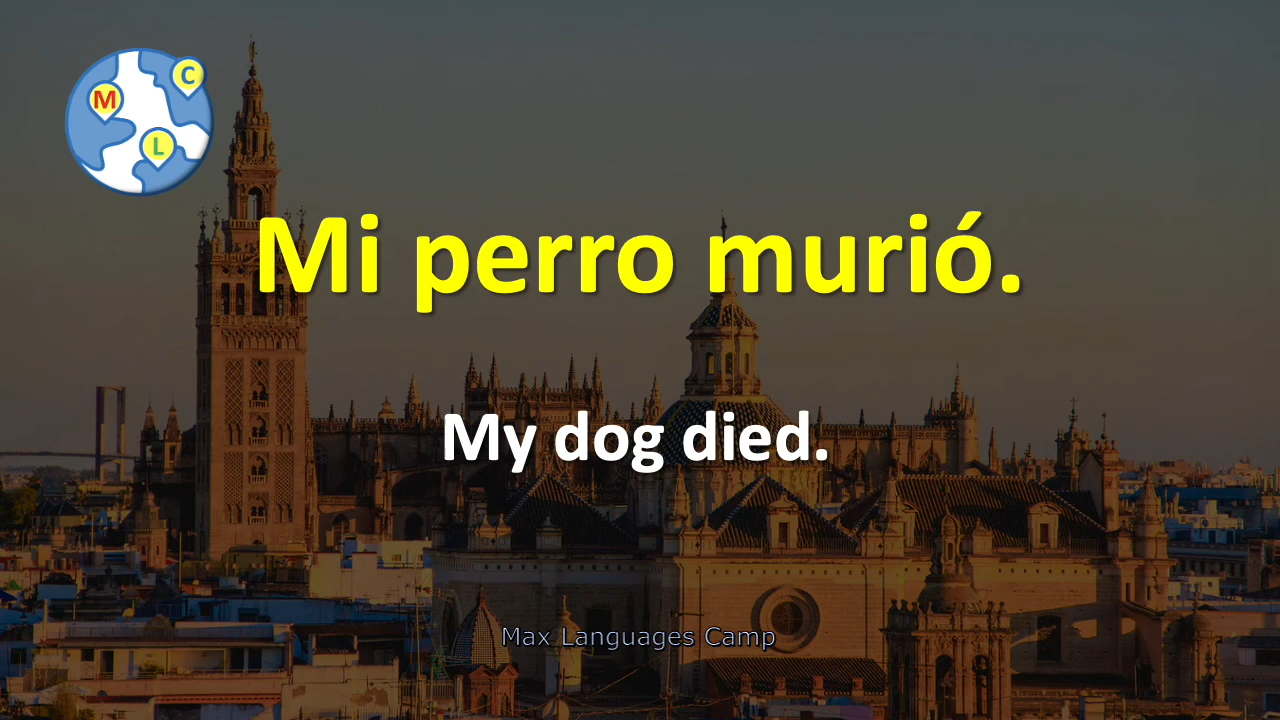 M
C
L
Mi perro murió.
My dog died.
Max Languages Camp